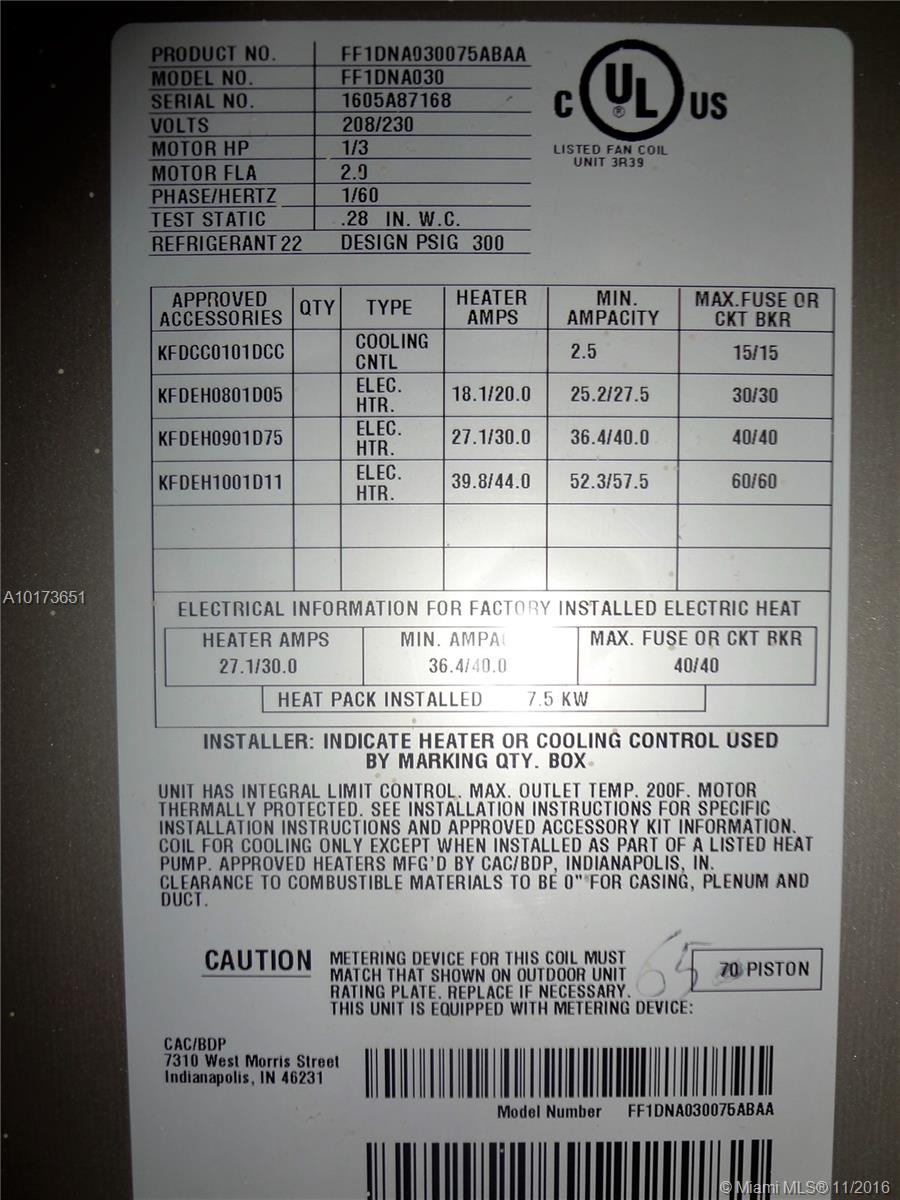 PRODUCT NO. FF1DNA030075ABAA
MODEL NO. FF1DNA030
SERIAL NO. 1605A87168
VOLTS 208/230
MOTOR HP 1/3
MOTOR FLA 2.0
PHASE/HERTZ 1/60
TEST STATIC .28 IN. W.C.
REFRIGERANT 22 DESIGN PSIG 300
C UL ® US
LISTED FAN COIL
UNIT 3R39
APPROVED ACCESSORIES QTY TYPE HEATER AMPS MIN. AMPACITY MAX.FUSE OR CKT BKR
KFDCC0101DCC COOLING CNTL 2.5 15/15
KFDEH0801D05 ELEC. HTR. 18.1/20.0 25.2/27.5 30/30
KFDEH0901D75 ELEC. HTR. 27.1/30.0 36.4/40.0 40/40
KFDEH1001D11 ELEC. HTR. 39.8/44.0 52.3/57.5 60/60
A10173651
ELECTRICAL INFORMATION FOR FACTORY INSTALLED ELECTRIC HEAT
HEATER AMPS MIN. AMPA MAX. FUSE OR CKT BKR
27.1/30.0 36.4/40.0 40/40
HEAT PACK INSTALLED 7.5 KW
INSTALLER: INDICATE HEATER OR COOLING CONTROL USED
BY MARKING QTY. BOX.
UNIT HAS INTEGRAL LIMIT CONTROL. MAX. OUTLET TEMP. 200F. MOTOR
THERMALLY PROTECTED. SEE INSTALLATION INSTRUCTIONS FOR SPECIFIC
INSTALLATION INSTRUCTIONS AND APPROVED ACCESSORY KIT INFORMATION.
COIL FOR COOLING ONLY EXCEPT WHEN INSTALLED AS PART OF A LISTED HEAT
PUMP. APPROVED HEATERS MFG'D BY CAC/BDP, INDIANAPOLIS, IN.
CLEARANCE TO COMBUSTIBLE MATERIALS TO BE 0" FOR CASING, PLENUM AND
DUCT.
CAUTION
METERING DEVICE FOR THIS COIL MUST
MATCH THAT SHOWN ON OUTDOOR UNIT
RATING PLATE. REPLACE IF NECESSARY.
THIS UNIT IS EQUIPPED WITH METERING DEVICE:
65
70 PISTON
CAC/BDP
7310 West Morris Street
Indianapolis, IN 46231
Model Number FF1DNA030075ABAA
© Miami MLS® 11/2016